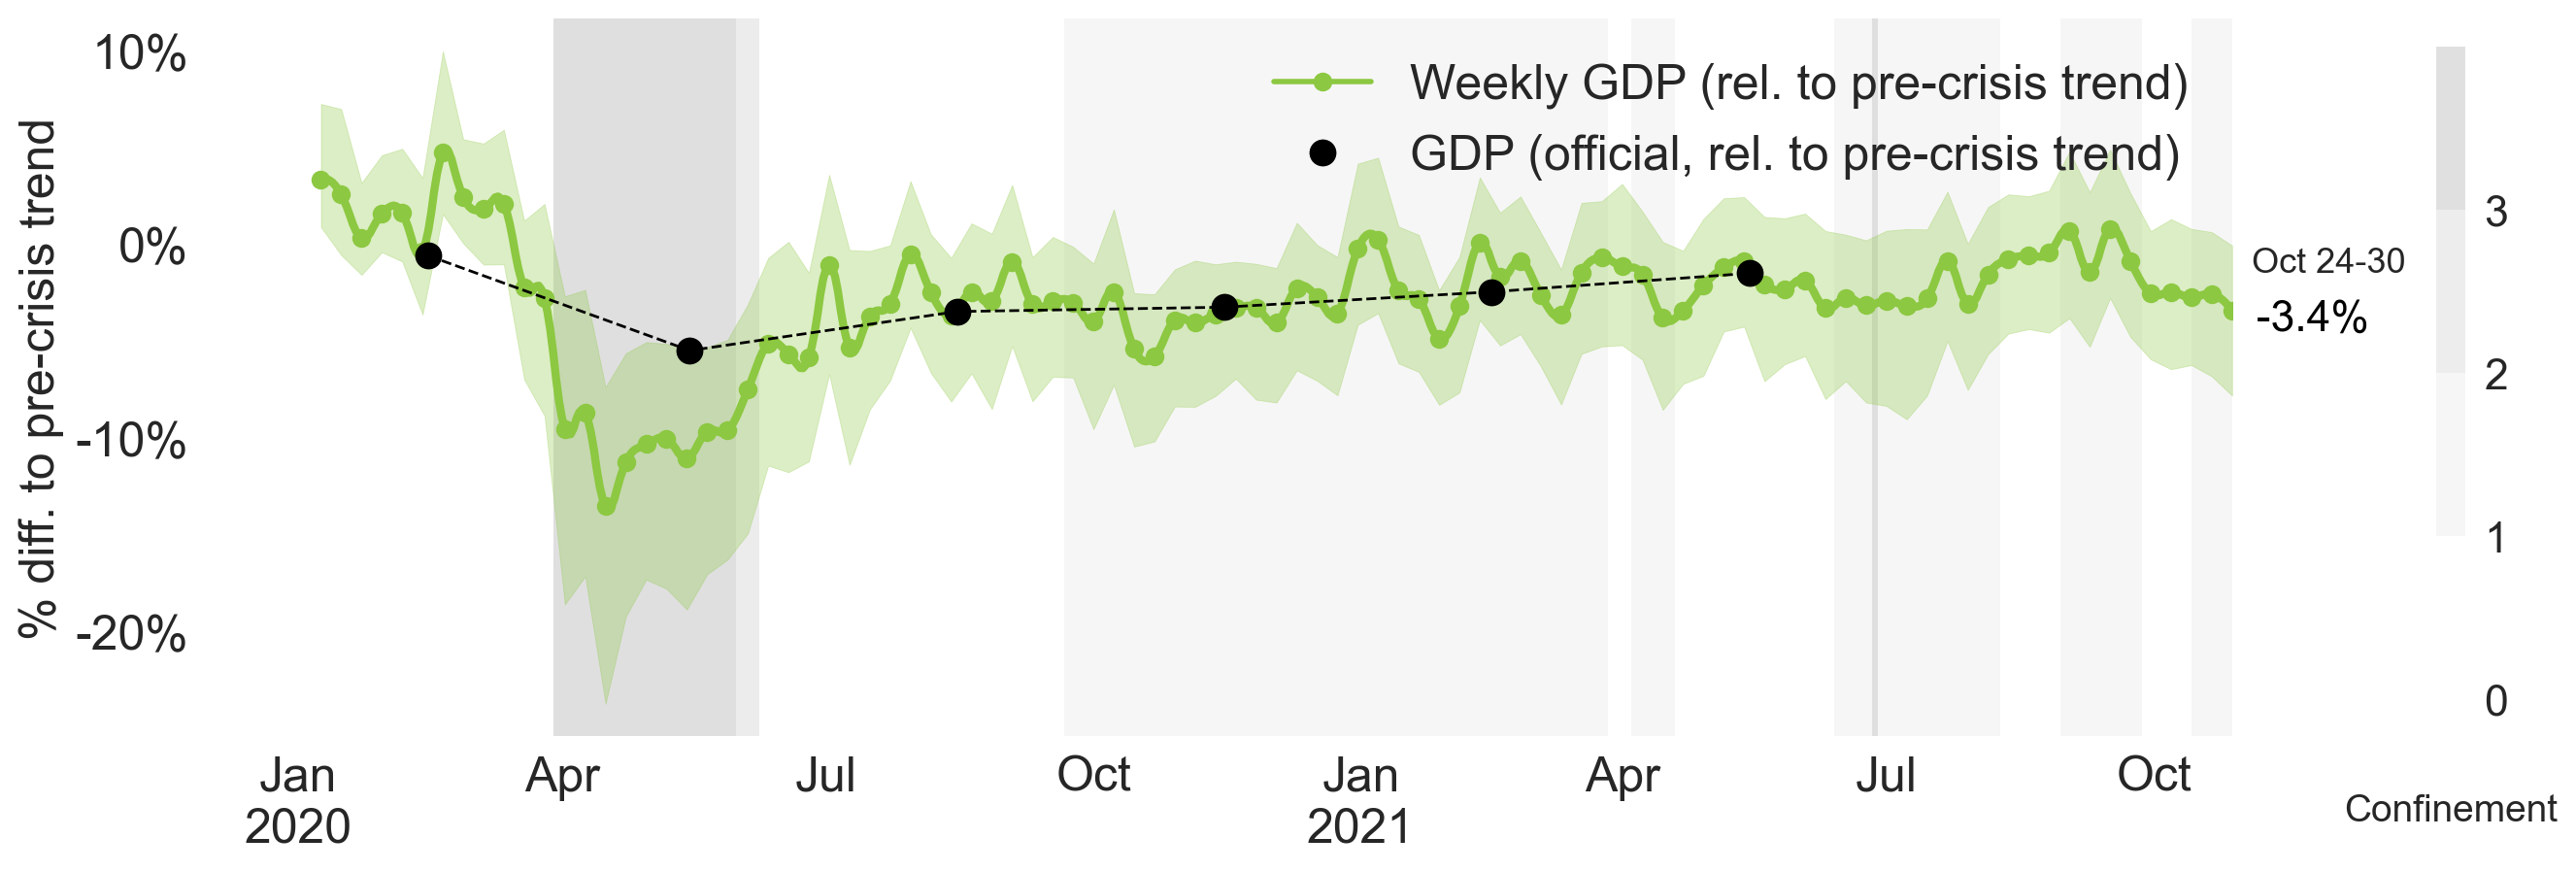 % diff. to pre-crisis trend
10%
0%
-10%
-20%
Weekly GDP (rel. to pre-crisis trend)
GDP (official, rel. to pre-crisis trend)
Oct 24-30
-3.4%
3
2
1
0
Confinement
Jan
2020
Apr
Jul
Oct
Jan
2021
Apr
Jul
Oct